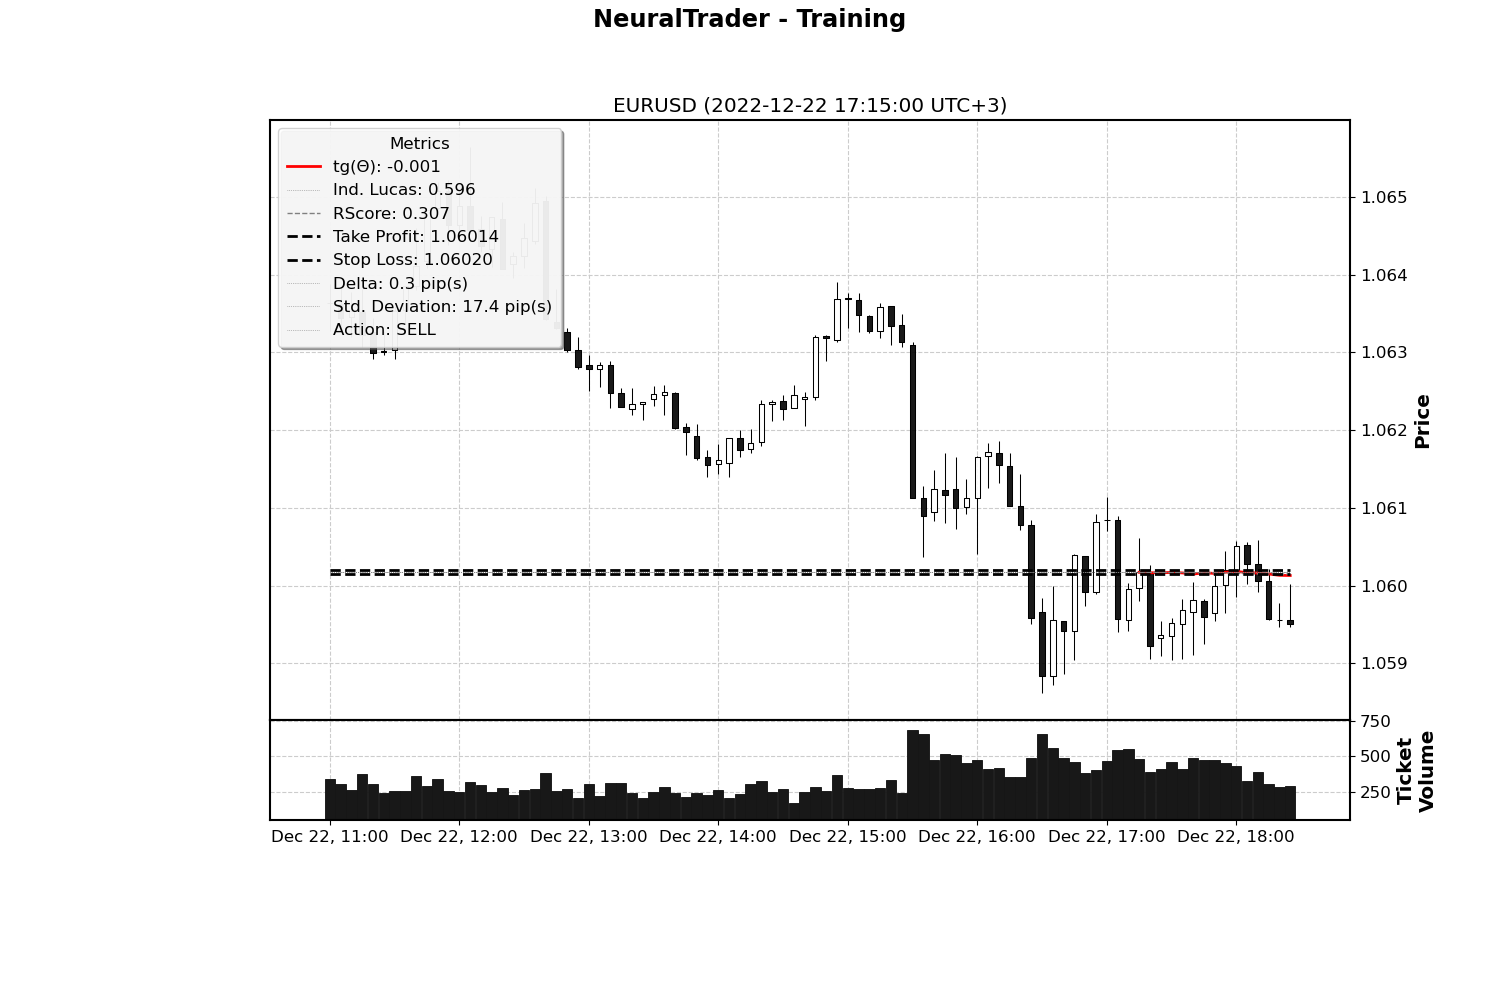 NeuralTrader - Training
EURUSD (2022-12-22 17:15:00 UTC+3)
Metrics
tg(Θ): -0.001
Ind. Lucas: 0.596
RScore: 0.307
Take Profit: 1.06014
Stop Loss: 1.06020
Delta: 0.3 pip(s)
Std. Deviation: 17.4 pip(s)
Action: SELL
1.065
1.064
1.063
1.062
1.061
1.060
1.059
Price
750
500
250
Ticket
Volume
Dec 22, 11:00 Dec 22, 12:00 Dec 22, 13:00 Dec 22, 14:00 Dec 22, 15:00 Dec 22, 16:00 Dec 22, 17:00 Dec 22, 18:00